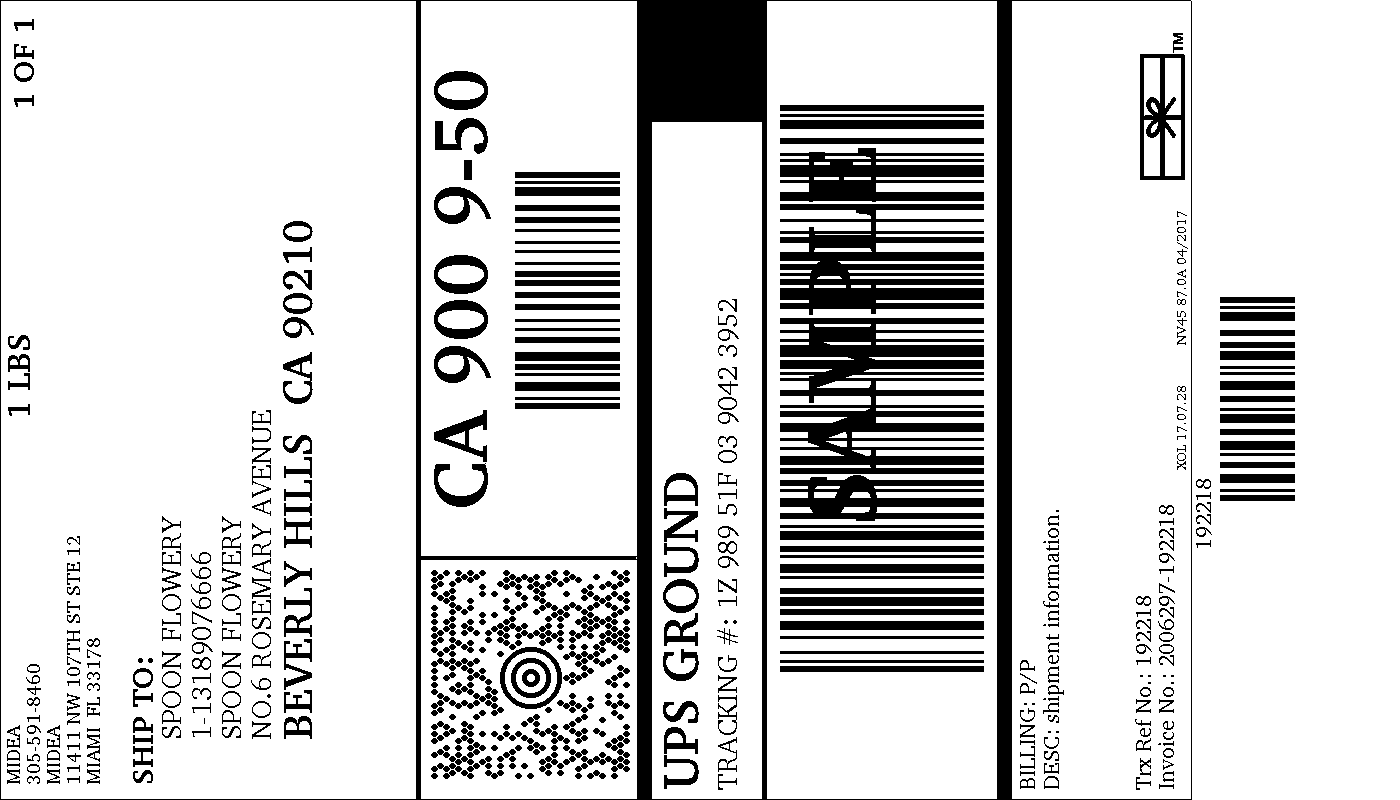 MIDEA
305-591-8460
MIDEA
11411 NW 107TH ST STE 12
MIAMI FL 33178
1 LBS
1 OF 1
SHIP TO:
SPOON FLOWERY
1-13189076666
SPOON FLOWERY
NO.6 ROSEMARY AVENUE
BEVERLY HILLS CA 90210
CA 900 9-50
UPS GROUND
TRACKING #: 1Z 989 51F 03 9042 3952
SAMPLE
BILLING: P/P
DESC: shipment information.
Trx Ref No.: 192218
Invoice No.: 2006297-192218
XOL 17.07.28
NV45 87.0A 04/2017
TM
192218